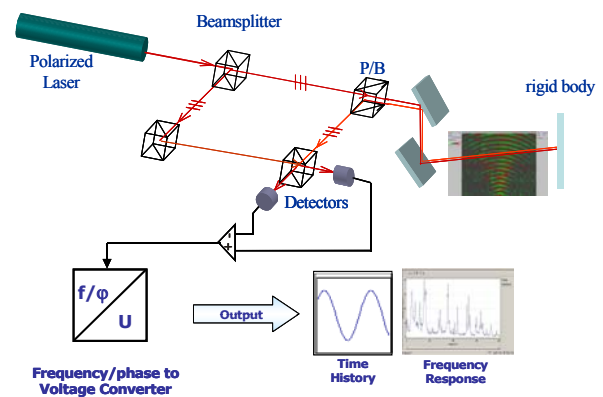 Beamsplitter
Polarized
Laser
P/B
rigid body
Detectors
-
+
f/φ
U
Output
Frequency/phase to
Voltage Converter
Time
History
Frequency
Response